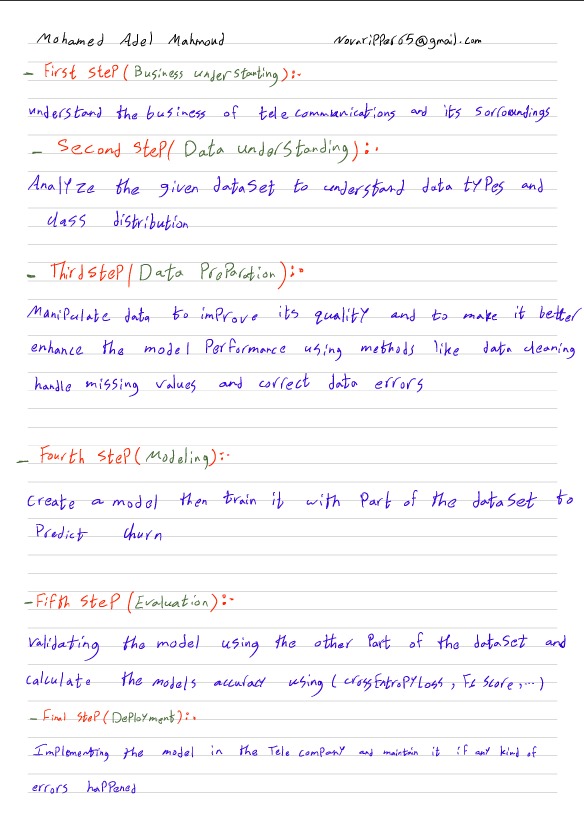 Mohamed Adel Mahmoud novaripper65@gmail.com
- First step (Business understanting):-
understand the business of tele communications and its sorroundings
- Second step( Data understanding):.
Analyze the given dataset to understand data types and
class distribution
- Third step (Data Proparation):.
Manipulate data to improve its quality and to make it better
enhance the model Performance using methods like data cleaning
handle missing values and correct data errors
- Fourth step (Modeling):-
Create a model then train it with Part of the dataset to
Predict churn
- Fifth step (Evaluation):-
Validating the model using the other Part of the dataset and
calculate the models accuracy using (crossEntropyLoss, F1 score,...)
- Final step (Deployment):.
Implementing the model in the Tele company and maintain it if any kind of
errors happened